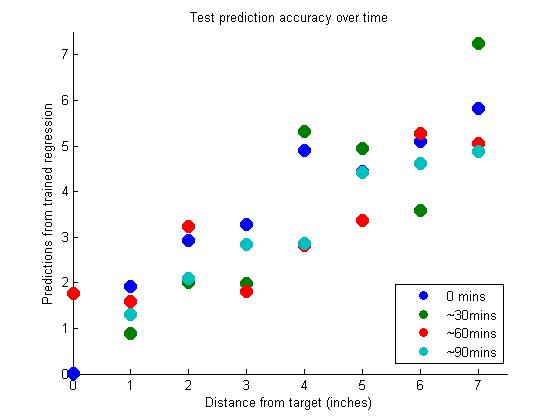 Test prediction accuracy over time
Predictions from trained regression
7
6
5
4
3
2
1
0
0 1 2 3 4 5 6 7
Distance from target (inches)
0 mins
~30mins
~60mins
~90mins